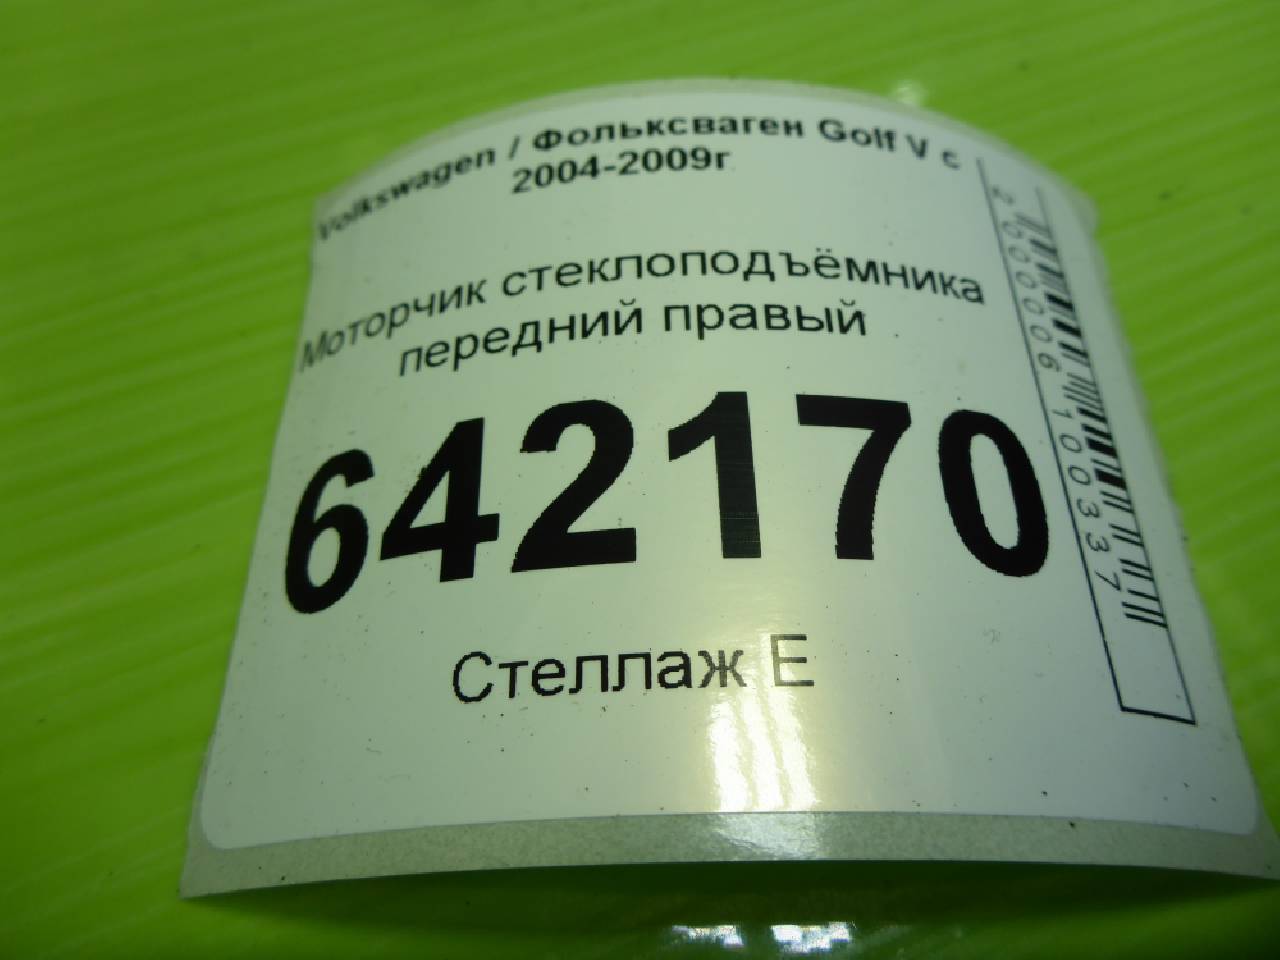 Volkswagen / Фольксваген Golf V с
2004-2009г
Моторчик стеклоподъёмника
передний правый
642170
Стеллаж Е
2000006100337